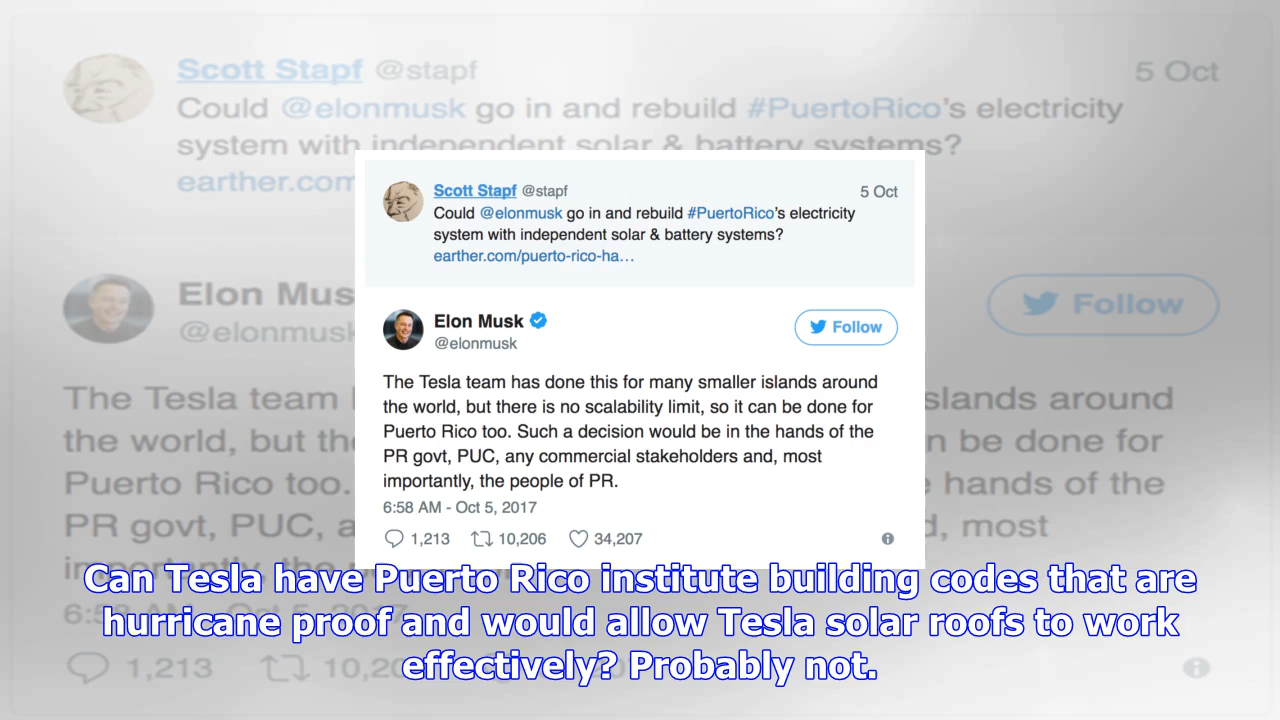 Scott Stapf @stapf 5 Oct
Could @elonmusk go in and rebuild #PuertoRico's electricity
system with independent solar & battery systems?
earther.com
Scott Stapf @stapf 5 Oct
Could @elonmusk go in and rebuild #PuertoRico's electricity
system with independent solar & battery systems?
earther.com/puerto-rico-ha…
Elon Mus
@elonmusk
Follow
Elon Musk
@elonmusk
Follow
The Tesla team has done this for many smaller islands around
the world, but there is no scalability limit, so it can be done for
Puerto Rico too. Such a decision would be in the hands of the
PR govt, PUC, any commercial stakeholders and, most
importantly, the people of PR.
6:58 AM - Oct 5, 2017
1,213 10,206 34,207
The Tesla team slands around
the world, but th n be done for
Puerto Rico too. e hands of the
PR govt, PUC, a d, most
Can Tesla have Puerto Rico institute building codes that are
hurricane proof and would allow Tesla solar roofs to work
effectively? Probably not.
1,213 10,20